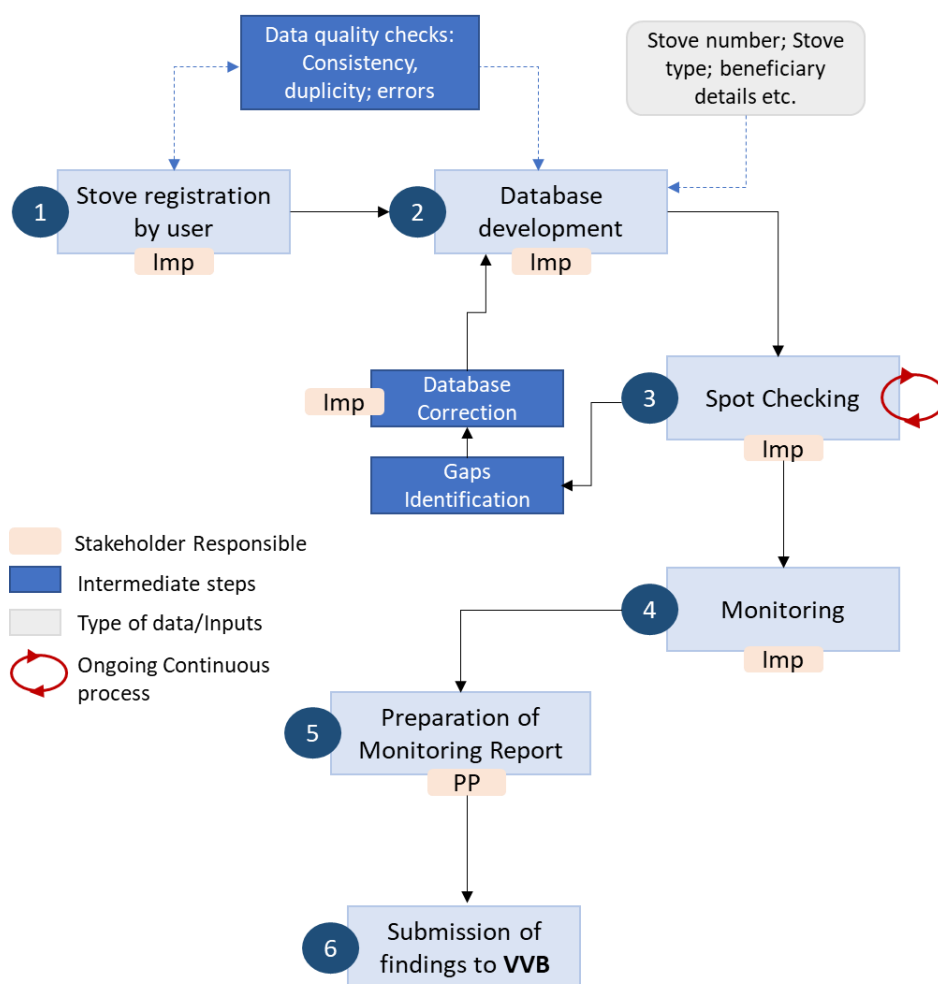 Data quality checks:
Consistency,
duplicity; errors
Stove number; Stove
type; beneficiary
details etc.
1
Stove registration
by user
Imp
2
Database
development
Imp
3
Spot Checking
Imp
Imp
Database
Correction
Gaps
Identification
Stakeholder Responsible
Intermediate steps
Type of data/Inputs
Ongoing Continuous
process
4
Monitoring
Imp
5
Preparation of
Monitoring Report
PP
6
Submission of
findings to VVB